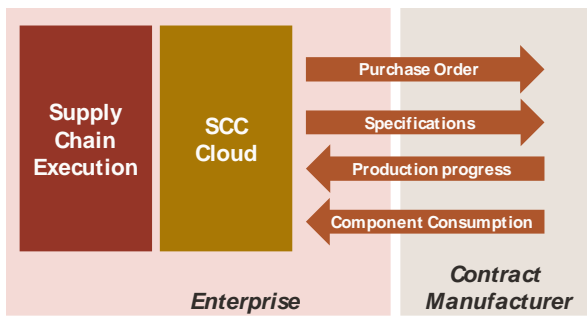 Supply
Chain
Execution
SCC
Cloud
Purchase Order
Specifications
Production progress
Component Consumption
Enterprise
Contract
Manufacturer